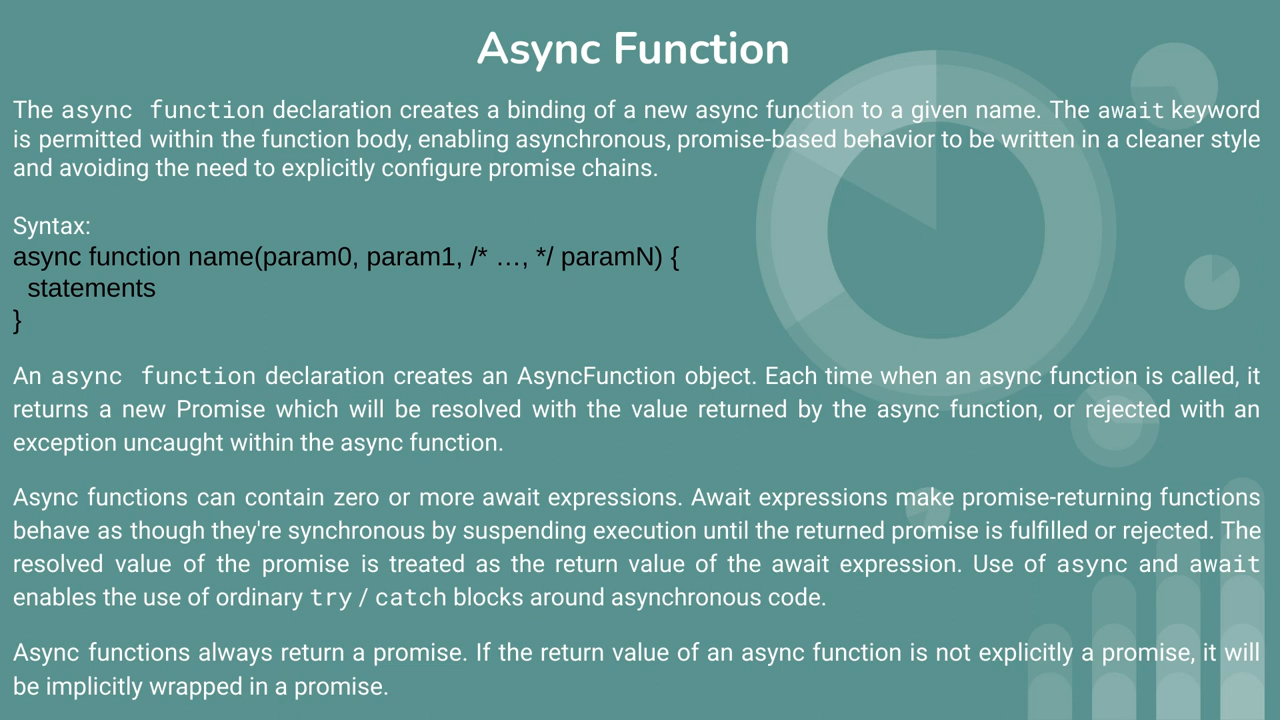 Async Function
The async function declaration creates a binding of a new async function to a given name. The await keyword
is permitted within the function body, enabling asynchronous, promise-based behavior to be written in a cleaner style
and avoiding the need to explicitly configure promise chains.
Syntax:
async function name(param0, param1, /* …, */ paramN) {
  statements
}
An async function declaration creates an AsyncFunction object. Each time when an async function is called, it
returns a new Promise which will be resolved with the value returned by the async function, or rejected with an
exception uncaught within the async function.
Async functions can contain zero or more await expressions. Await expressions make promise-returning functions
behave as though they're synchronous by suspending execution until the returned promise is fulfilled or rejected. The
resolved value of the promise is treated as the return value of the await expression. Use of async and await
enables the use of ordinary try / catch blocks around asynchronous code.
Async functions always return a promise. If the return value of an async function is not explicitly a promise, it will
be implicitly wrapped in a promise.